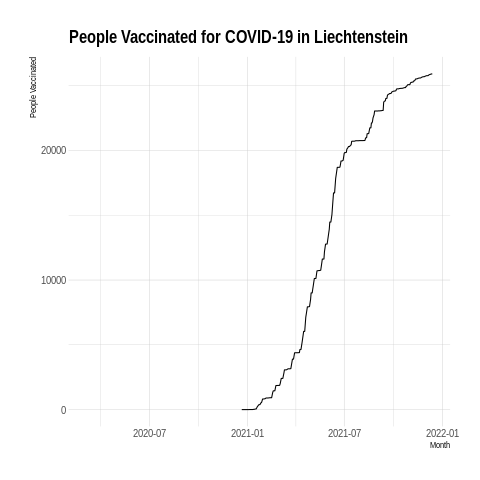 People Vaccinated for COVID-19 in Liechtenstein
People Vaccinated
20000
10000
0
2020-07 2021-01 2021-07 2022-01
Month